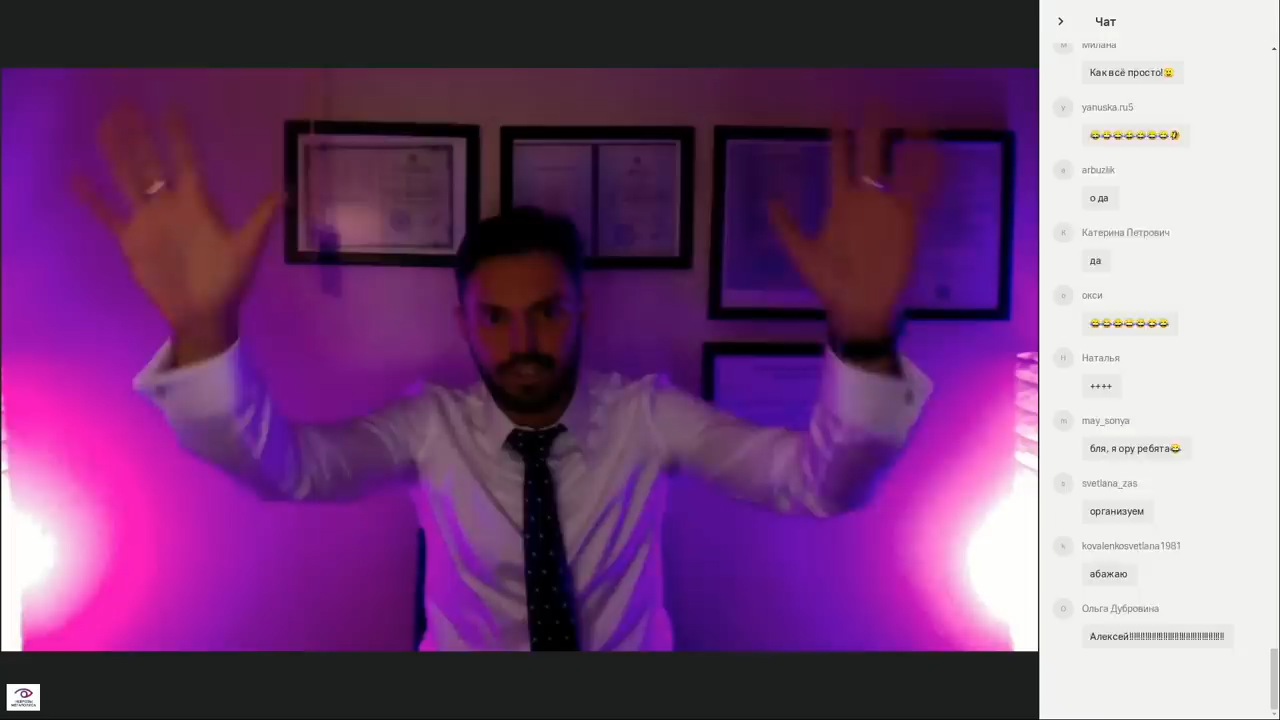 Чат
Милана
Как всё просто!
yanuska.ru5
arbuzlik
о да
Катерина Петрович
да
окси
Наталья
++++
may_sonya
бля, я ору ребята
svetlana_zas
организуем
kovalenkosvetlana1981
абажаю
Ольга Дубровина
Алексей!!!!!!!!!!!!!!!!!!!!!!!!!!!!!!!!!!!!!!